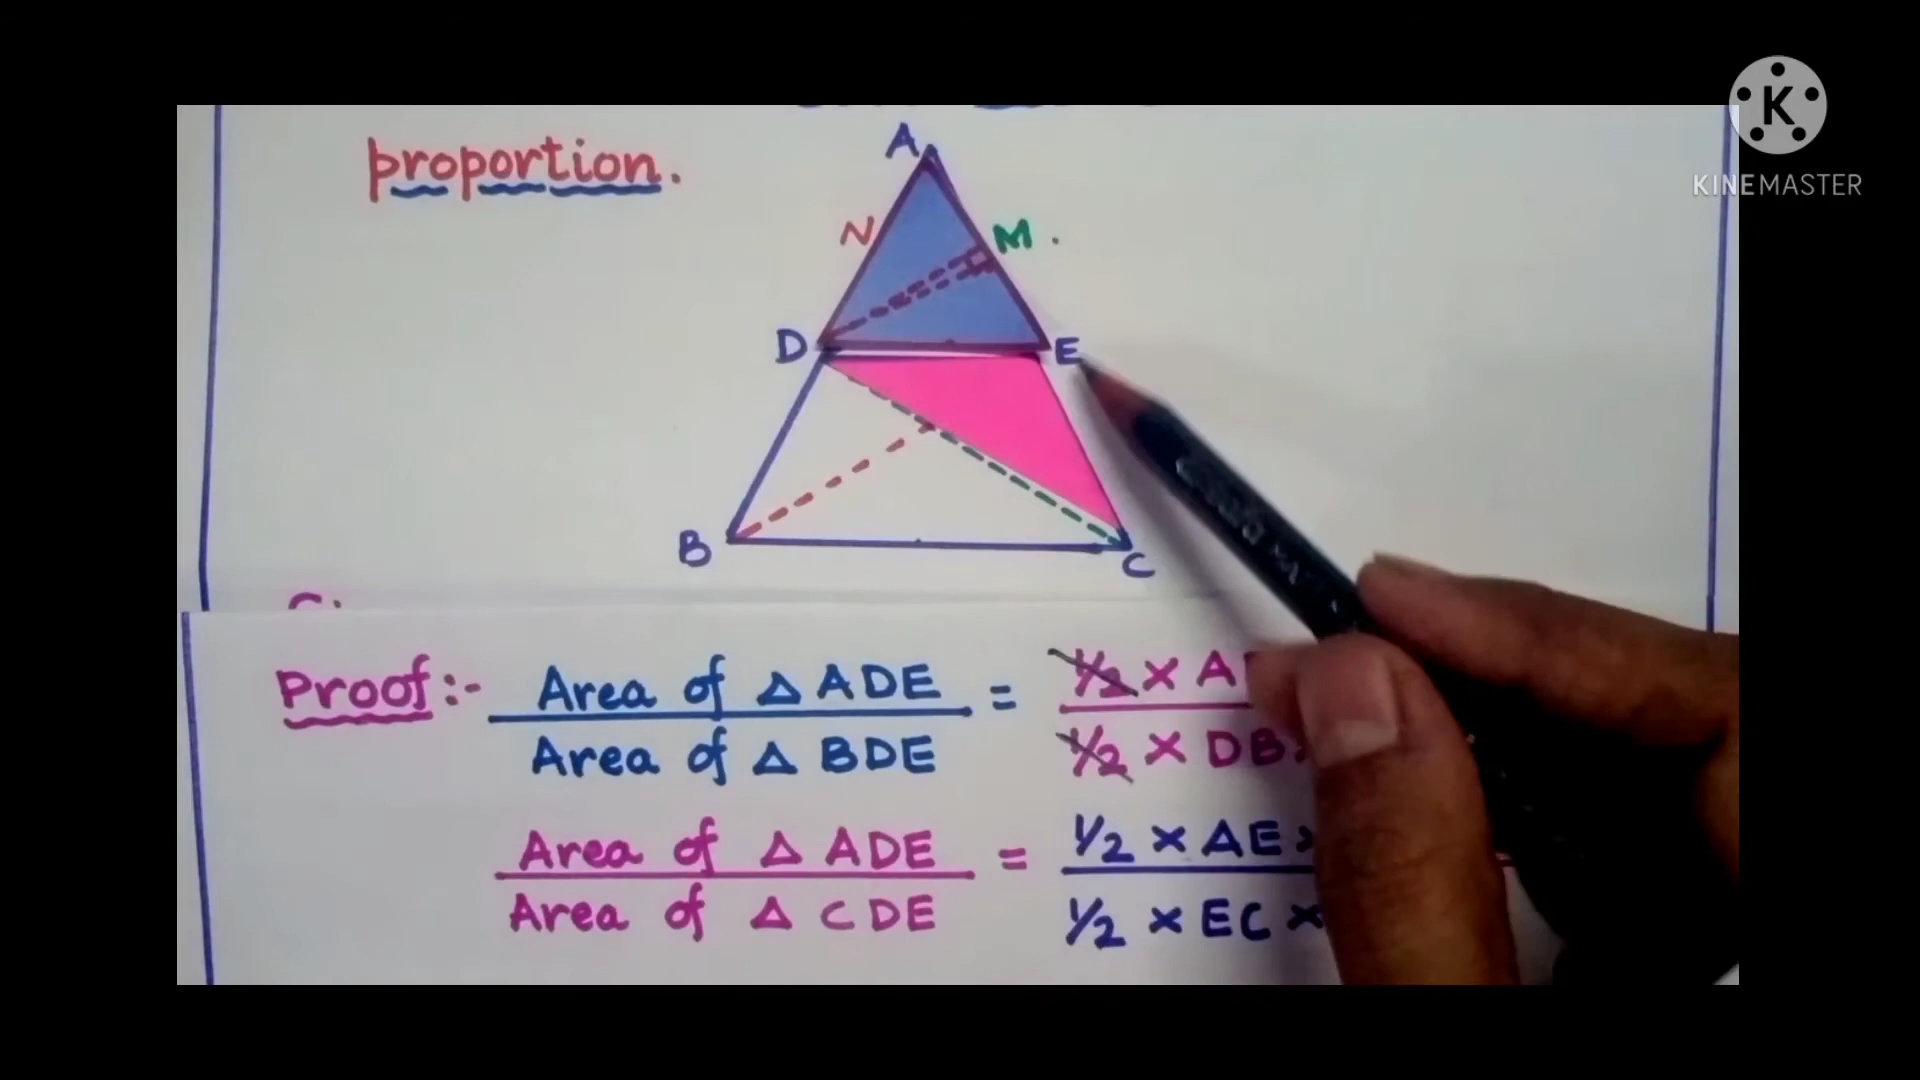 proportion.
A
N
M.
D
E
B
C
Proof:- Area of △ ADE = 1/2 × A
Area of △ BDE 1/2 × DB
Area of △ ADE = 1/2 × AE ×
Area of △ CDE 1/2 × EC ×
K
KINEMASTER